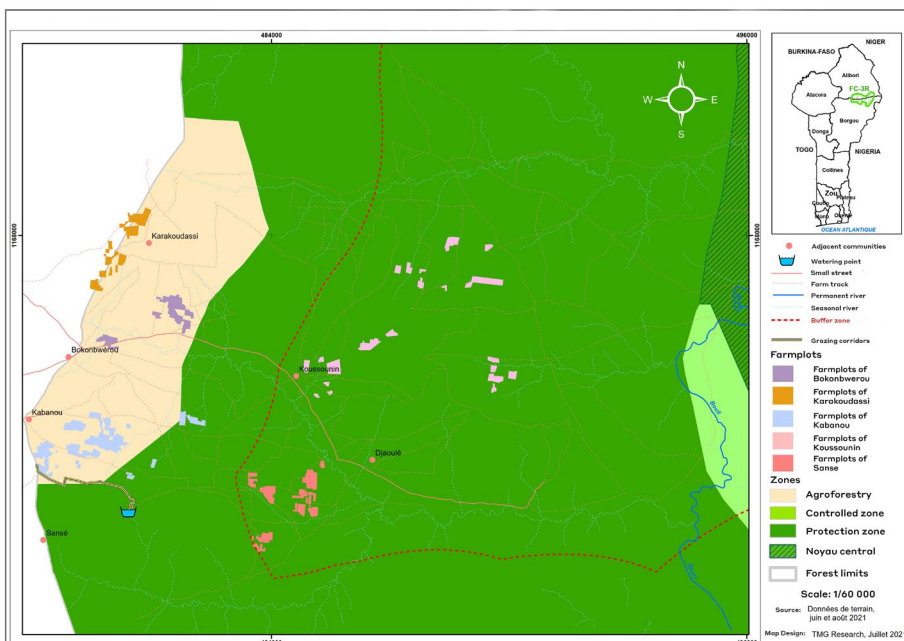 484000
496000
N
W E
S
1168000
1168000
Karakoudassi
Bokonbwerou
Koussounin
Kabanou
Djaoulé
Sansé
BURKINA-FASO
NIGER
Alibori
FC-3R
Atacora
Borgou
Donga
TOGO
NIGERIA
Collines
Zou
Plateau
OCEAN ATLANTIQUE
Adjacent communities
Watering point
Small street
Farm track
Permanent river
Seasonal river
Buffer zone
Grazing corridors
Farmplots
Farmplots of
Bokonbwerou
Farmplots of
Karakoudassi
Farmplots of
Kabanou
Farmplots of
Koussounin
Farmplots of
Sanse
Zones
Agroforestry
Controlled zone
Protection zone
Noyau central
Forest limits
Scale: 1/60 000
Source: Données de terrain,
juin et août 2021
Map Design: TMG Research, Juillet 202